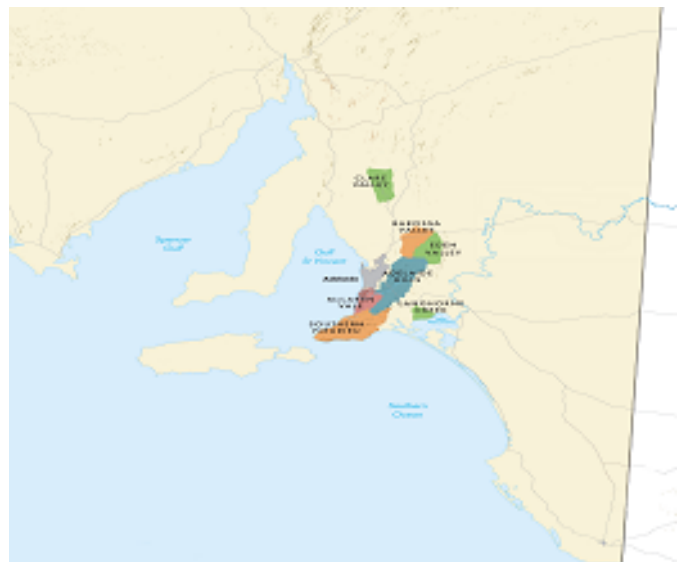 CLARE
VALLEY
BAROSSA
VALLEY
EDEN
VALLEY
Spencer
Gulf
Gulf
St Vincent
Adelaide
ADELAIDE
HILLS
MCLAREN
VALE
LANGHORNE
CREEK
SOUTHERN
FLEURIEU
Southern
Ocean